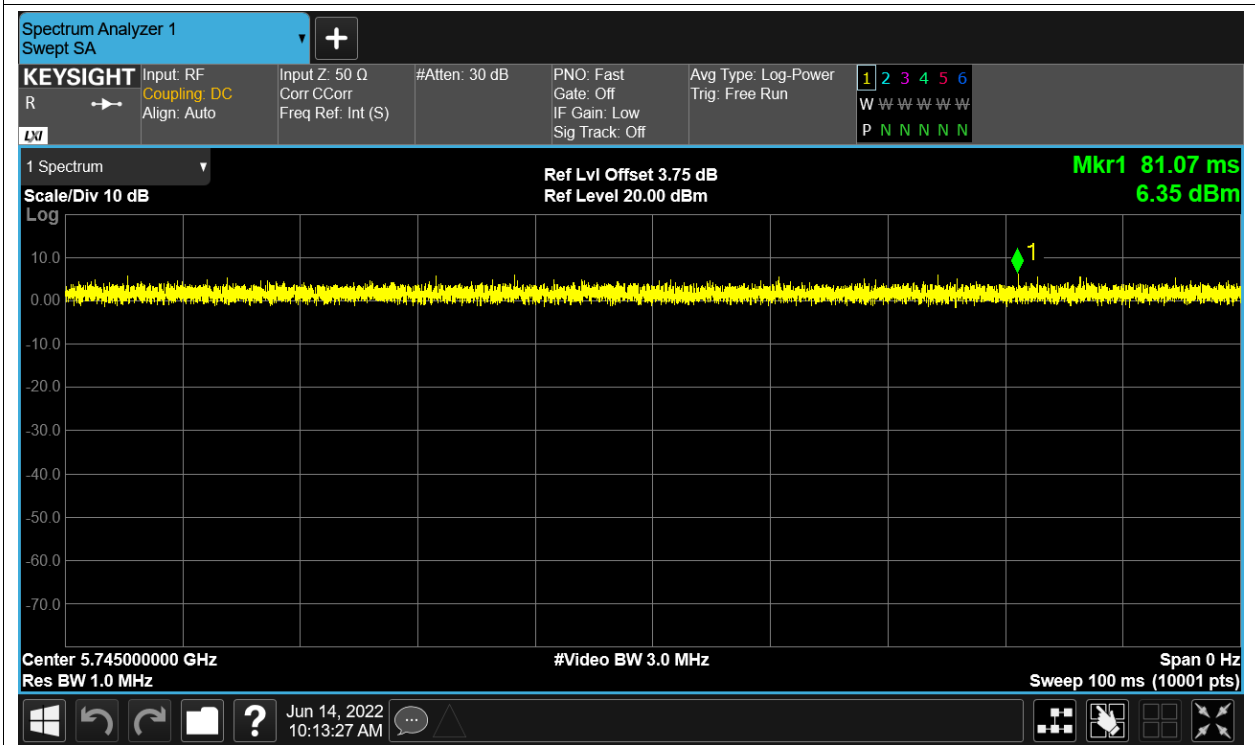 Spectrum Analyzer 1
Swept SA
KEYSIGHT
R
LXI
Input: RF
Coupling: DC
Align: Auto
Input Z: 50 Ω
Corr CCorr
Freq Ref: Int (S)
#Atten: 30 dB
PNO: Fast
Gate: Off
IF Gain: Low
Sig Track: Off
Avg Type: Log-Power
Trig: Free Run
1 2 3 4 5 6
W W W W W W
P N N N N N
1 Spectrum
Scale/Div 10 dB
Ref Lvl Offset 3.75 dB
Ref Level 20.00 dBm
Mkr1 81.07 ms
6.35 dBm
Log
10.0
0.00
-10.0
-20.0
-30.0
-40.0
-50.0
-60.0
-70.0
1
Center 5.745000000 GHz
Res BW 1.0 MHz
#Video BW 3.0 MHz
Span 0 Hz
Sweep 100 ms (10001 pts)
?
Jun 14, 2022
10:13:27 AM